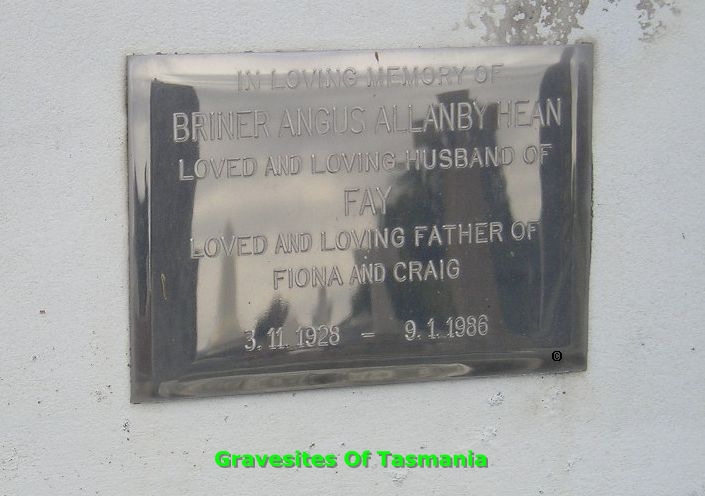 IN LOVING MEMORY OF
BRINER ANGUS ALLANBY HEAN
LOVED AND LOVING HUSBAND OF
FAY
LOVED AND LOVING FATHER OF
FIONA AND CRAIG
3. 11. 1928 – 9. 1. 1986
©
Gravesites Of Tasmania